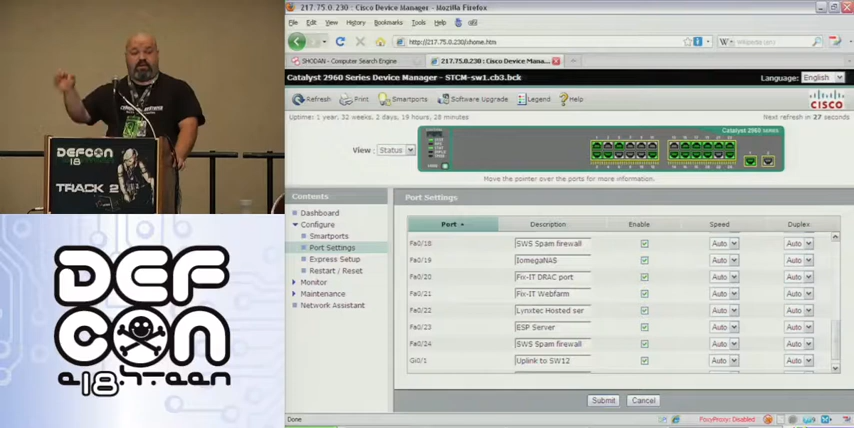 DEFCON
18
TRACK 2
DEF
CON
e18hteen
217.75.0.230 : Cisco Device Manager - Mozilla Firefox
File Edit View History Bookmarks Tools Help
http://217.75.0.230/xhome.htm
SHODAN - Computer Search Engine
217.75.0.230 : Cisco Device Mana...
Catalyst 2960 Series Device Manager - STCM-sw1.cb3.bck
Language: English
Refresh Print Smartports Software Upgrade Legend Help
CISCO
Uptime: 1 year, 32 weeks, 2 days, 19 hours, 28 minutes
Next refresh in 27 seconds
View: Status
Catalyst 2960 SERIES
Move the pointer over the ports for more information.
Contents
Dashboard
Configure
Smartports
Port Settings
Express Setup
Restart / Reset
Monitor
Maintenance
Network Assistant
Port Settings
Port Description Enable Speed Duplex
Fa0/18 SWS Spam firewall Auto Auto
Fa0/19 IomegaNAS Auto Auto
Fa0/20 Fix-IT DRAC port Auto Auto
Fa0/21 Fix-IT Webfarm Auto Auto
Fa0/22 Lynxtec Hosted ser Auto Auto
Fa0/23 ESP Server Auto Auto
Fa0/24 SWS Spam firewall Auto Auto
Gi0/1 Uplink to SW12 Auto Auto
Submit Cancel
Done
FoxyProxy: Disabled